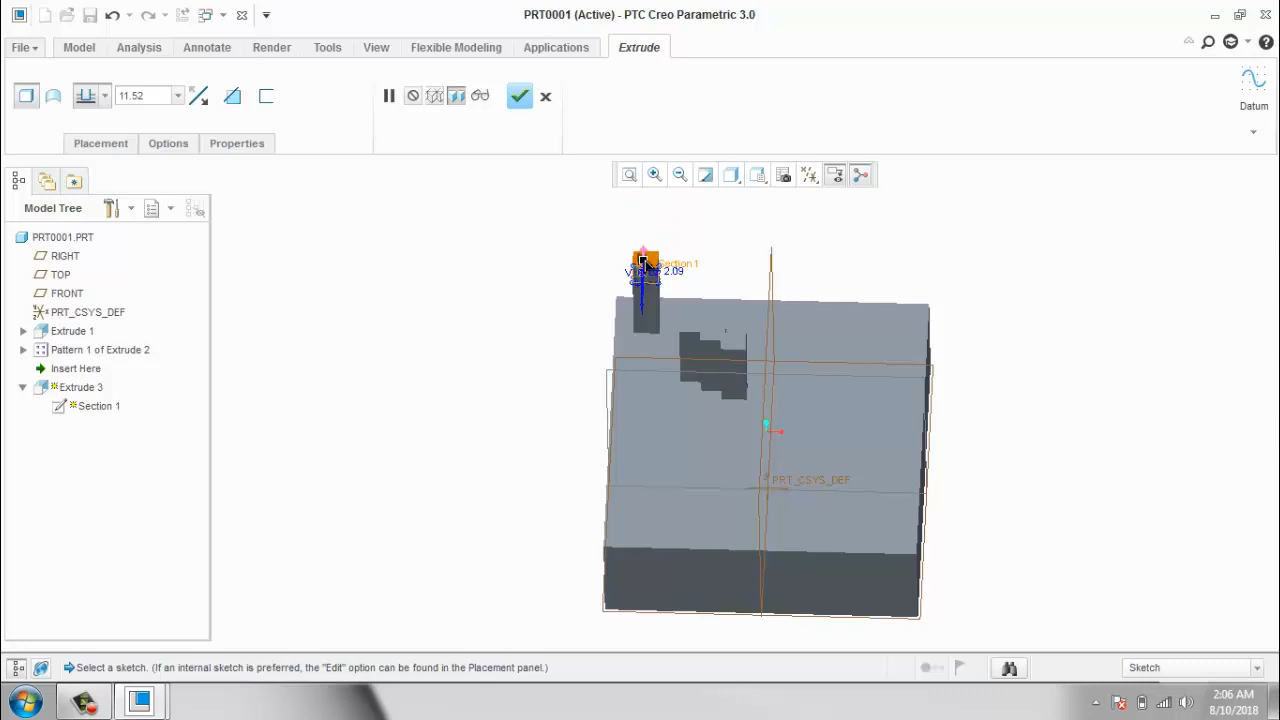 PRT0001 (Active) - PTC Creo Parametric 3.0
File Model Analysis Annotate Render Tools View Flexible Modeling Applications Extrude
11.52
Datum
Placement Options Properties
Model Tree
PRT0001.PRT
RIGHT
TOP
FRONT
PRT_CSYS_DEF
Extrude 1
Pattern 1 of Extrude 2
Insert Here
Extrude 3
Section 1
Section 1
2.09
PRT_CSYS_DEF
Select a sketch. (If an internal sketch is preferred, the "Edit" option can be found in the Placement panel.)
Sketch
2:06 AM
8/10/2018